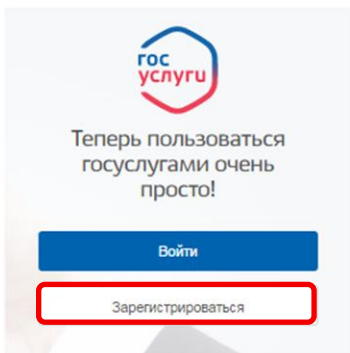 гос
услуги
Теперь пользоваться
госуслугами очень
просто!
Войти
Зарегистрироваться